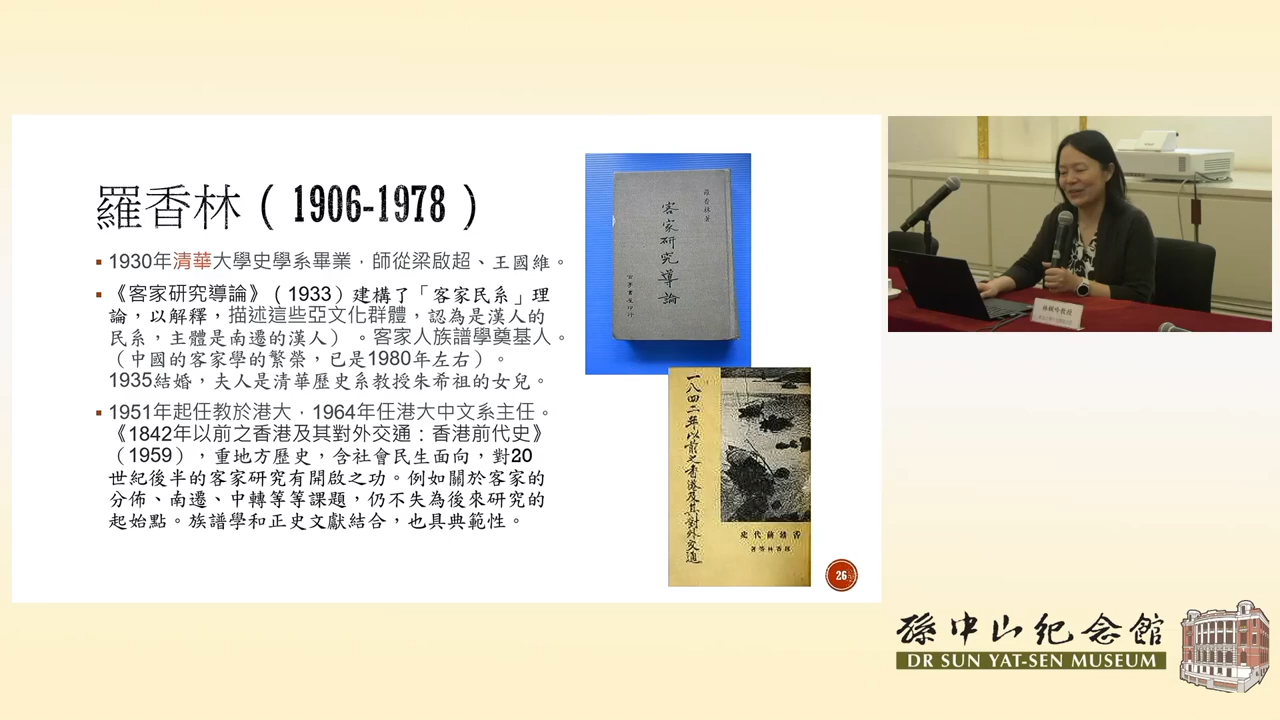 羅香林（1906-1978）
▪ 1930年清華大學史學系畢業，師從梁啟超、王國維。
▪ 《客家研究導論》（1933）建構了「客家民系」理
論，以解釋，描述這些亞文化群體，認為是漢人的
民系，主體是南遷的漢人）。客家人族譜學奠基人。
（中國的客家學的繁榮，已是1980年左右）。
1935結婚，夫人是清華歷史系教授朱希祖的女兒。
▪ 1951年起任教於港大，1964年任港大中文系主任。
《1842年以前之香港及其對外交通：香港前代史》
（1959），重地方歷史，含社會民生面向，對20
世紀後半的客家研究有開啟之功。例如關於客家的
分佈、南遷、中轉等等課題，仍不失為後來研究的
起始點。族譜學和正史文獻結合，也具典範性。
羅香林著
客家研究導論
一八四二年以前之香港及其對外交通
史代前港香
著等林香羅
26
孫中山紀念館
DR SUN YAT-SEN MUSEUM